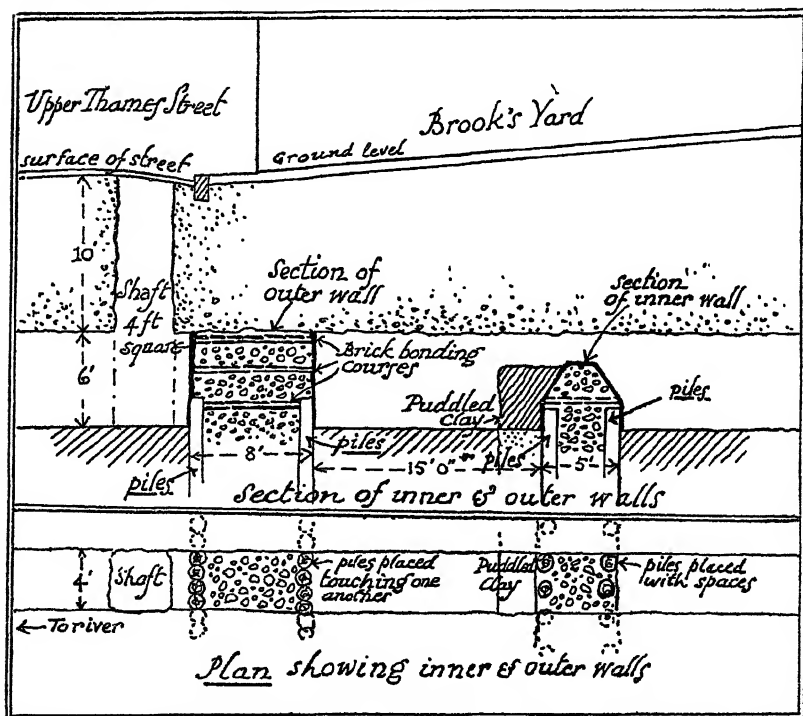 Upper Thames Street
Brook's Yard
surface of street
Ground level
10'
Shaft
4 ft
square
Section of
outer wall
section
of inner wall
6'
Brick bonding
courses
Puddled
Clay
piles
piles
8'
15'0"
piles
5'
piles
Section of inner & outer walls
4'
Shaft
piles placed
touching one
another
Puddled
Clay
piles placed
with spaces
← To river
Plan showing inner & outer walls